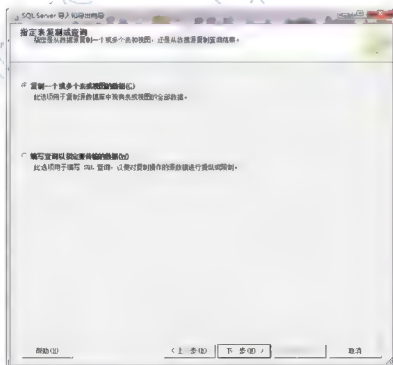 SQL Server 导入和导出向导
指定表复制或查询
指定是从数据源复制一个或多个表和视图，还是从数据源复制查询结果。
复制一个或多个表或视图的数据(C)
此选项用于复制源数据库中现有表或视图的全部数据。
编写查询以指定要传输的数据(W)
此选项用于编写 SQL 查询，以便对复制操作的源数据进行操纵或限制。
帮助(H)
< 上一步(B)
下一步(N) >
取消